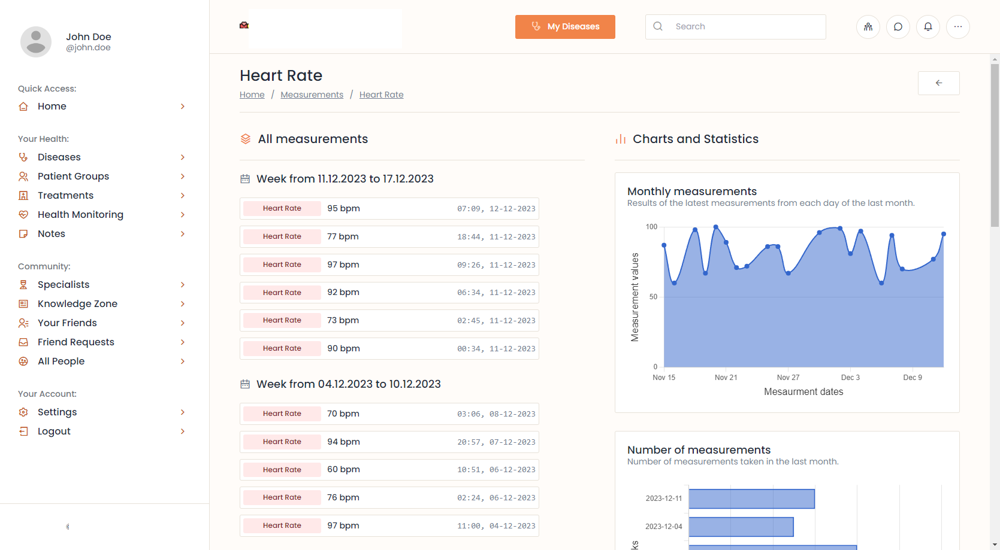 John Doe
@john.doe
Quick Access:
Home
Your Health:
Diseases
Patient Groups
Treatments
Health Monitoring
Notes
Community:
Specialists
Knowledge Zone
Your Friends
Friend Requests
All People
Your Account:
Settings
Logout
My Diseases
Search
Heart Rate
Home / Measurements / Heart Rate
All measurements
Week from 11.12.2023 to 17.12.2023
Heart Rate 95 bpm 07:09, 12-12-2023
Heart Rate 77 bpm 18:44, 11-12-2023
Heart Rate 97 bpm 09:26, 11-12-2023
Heart Rate 92 bpm 06:34, 11-12-2023
Heart Rate 73 bpm 02:45, 11-12-2023
Heart Rate 90 bpm 00:34, 11-12-2023
Week from 04.12.2023 to 10.12.2023
Heart Rate 70 bpm 03:06, 08-12-2023
Heart Rate 94 bpm 20:57, 07-12-2023
Heart Rate 60 bpm 10:51, 06-12-2023
Heart Rate 76 bpm 02:24, 06-12-2023
Heart Rate 97 bpm 11:00, 04-12-2023
Charts and Statistics
Monthly measurements
Results of the latest measurements from each day of the last month.
Measurement values
100
50
0
Nov 15 Nov 21 Nov 27 Dec 3 Dec 9
Mesaurment dates
Number of measurements
Number of measurements taken in the last month.
2023-12-11
2023-12-04